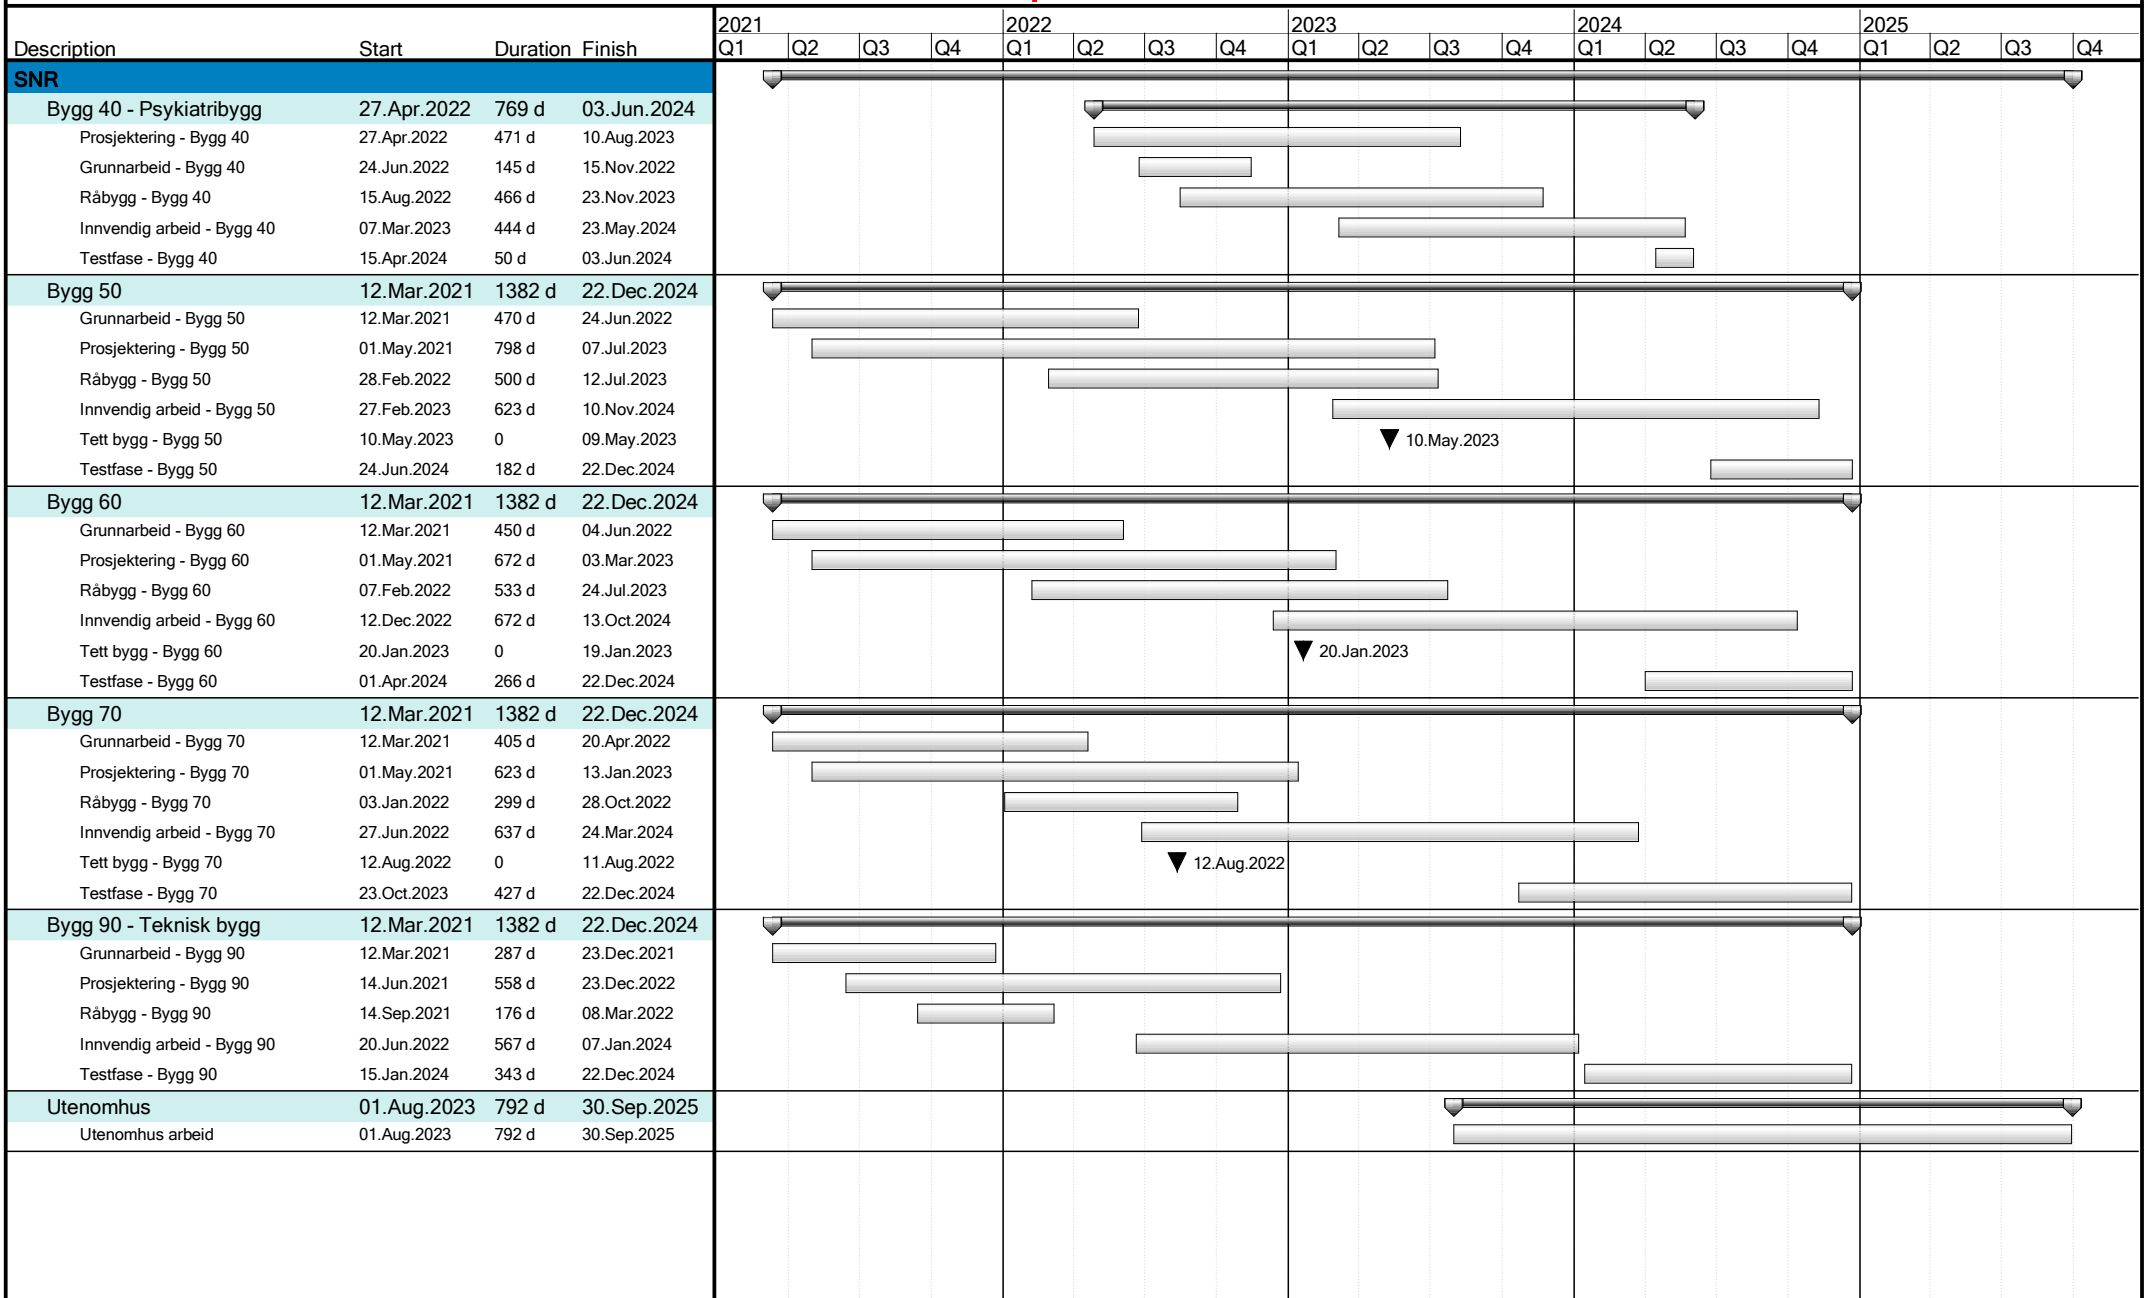 2021 2022 2023 2024 2025
Description Start Duration Finish Q1 Q2 Q3 Q4 Q1 Q2 Q3 Q4 Q1 Q2 Q3 Q4 Q1 Q2 Q3 Q4 Q1 Q2 Q3 Q4
SNR
Bygg 40 - Psykiatribygg 27.Apr.2022 769 d 03.Jun.2024
Prosjektering - Bygg 40 27.Apr.2022 471 d 10.Aug.2023
Grunnarbeid - Bygg 40 24.Jun.2022 145 d 15.Nov.2022
Råbygg - Bygg 40 15.Aug.2022 466 d 23.Nov.2023
Innvendig arbeid - Bygg 40 07.Mar.2023 444 d 23.May.2024
Testfase - Bygg 40 15.Apr.2024 50 d 03.Jun.2024
Bygg 50 12.Mar.2021 1382 d 22.Dec.2024
Grunnarbeid - Bygg 50 12.Mar.2021 470 d 24.Jun.2022
Prosjektering - Bygg 50 01.May.2021 798 d 07.Jul.2023
Råbygg - Bygg 50 28.Feb.2022 500 d 12.Jul.2023
Innvendig arbeid - Bygg 50 27.Feb.2023 623 d 10.Nov.2024
Tett bygg - Bygg 50 10.May.2023 0 09.May.2023 10.May.2023
Testfase - Bygg 50 24.Jun.2024 182 d 22.Dec.2024
Bygg 60 12.Mar.2021 1382 d 22.Dec.2024
Grunnarbeid - Bygg 60 12.Mar.2021 450 d 04.Jun.2022
Prosjektering - Bygg 60 01.May.2021 672 d 03.Mar.2023
Råbygg - Bygg 60 07.Feb.2022 533 d 24.Jul.2023
Innvendig arbeid - Bygg 60 12.Dec.2022 672 d 13.Oct.2024
Tett bygg - Bygg 60 20.Jan.2023 0 19.Jan.2023 20.Jan.2023
Testfase - Bygg 60 01.Apr.2024 266 d 22.Dec.2024
Bygg 70 12.Mar.2021 1382 d 22.Dec.2024
Grunnarbeid - Bygg 70 12.Mar.2021 405 d 20.Apr.2022
Prosjektering - Bygg 70 01.May.2021 623 d 13.Jan.2023
Råbygg - Bygg 70 03.Jan.2022 299 d 28.Oct.2022
Innvendig arbeid - Bygg 70 27.Jun.2022 637 d 24.Mar.2024
Tett bygg - Bygg 70 12.Aug.2022 0 11.Aug.2022 12.Aug.2022
Testfase - Bygg 70 23.Oct.2023 427 d 22.Dec.2024
Bygg 90 - Teknisk bygg 12.Mar.2021 1382 d 22.Dec.2024
Grunnarbeid - Bygg 90 12.Mar.2021 287 d 23.Dec.2021
Prosjektering - Bygg 90 14.Jun.2021 558 d 23.Dec.2022
Råbygg - Bygg 90 14.Sep.2021 176 d 08.Mar.2022
Innvendig arbeid - Bygg 90 20.Jun.2022 567 d 07.Jan.2024
Testfase - Bygg 90 15.Jan.2024 343 d 22.Dec.2024
Utenomhus 01.Aug.2023 792 d 30.Sep.2025
Utenomhus arbeid 01.Aug.2023 792 d 30.Sep.2025